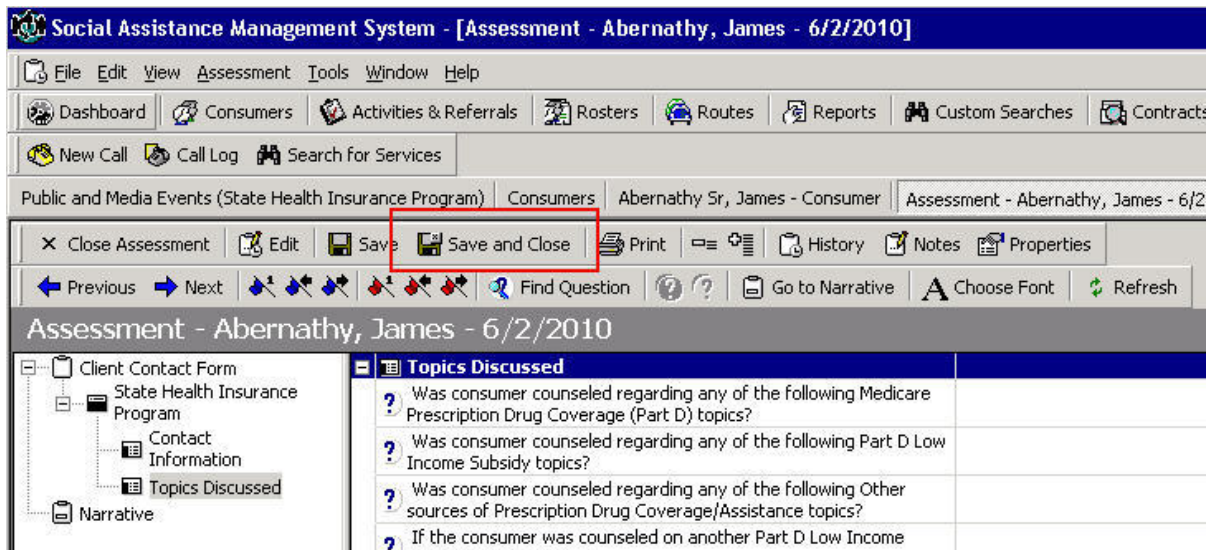 Social Assistance Management System - [Assessment - Abernathy, James - 6/2/2010]
File Edit View Assessment Tools Window Help
Dashboard Consumers Activities & Referrals Rosters Routes Reports Custom Searches Contracts
New Call Call Log Search for Services
Public and Media Events (State Health Insurance Program) Consumers Abernathy Sr, James - Consumer Assessment - Abernathy, James - 6/2
Close Assessment Edit Save Save and Close Print History Notes Properties
Previous Next Find Question Go to Narrative Choose Font Refresh
Assessment - Abernathy, James - 6/2/2010
Client Contact Form
State Health Insurance
Program
Contact
Information
Topics Discussed
Narrative
Topics Discussed
Was consumer counseled regarding any of the following Medicare
Prescription Drug Coverage (Part D) topics?
Was consumer counseled regarding any of the following Part D Low
Income Subsidy topics?
Was consumer counseled regarding any of the following Other
sources of Prescription Drug Coverage/Assistance topics?
If the consumer was counseled on another Part D Low Income